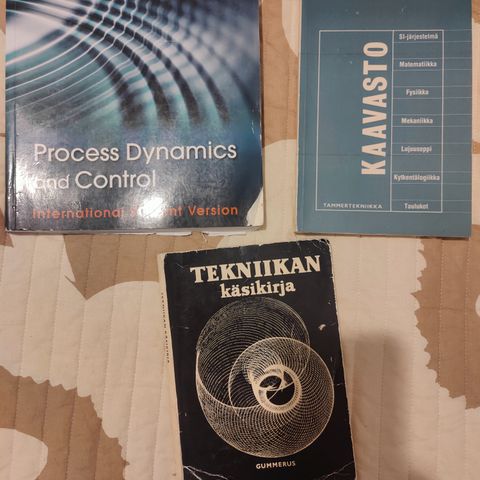 Process Dynamics
and Control
International Student Version
KAAVASTO
SI-järjestelmä
Matematiikka
Fysiikka
Mekaniikka
Lujuusoppi
Kytkentälogiikka
TAMMERTEKNIIKKA
Taulukot
TEKNIIKAN
käsikirja
GUMMERUS